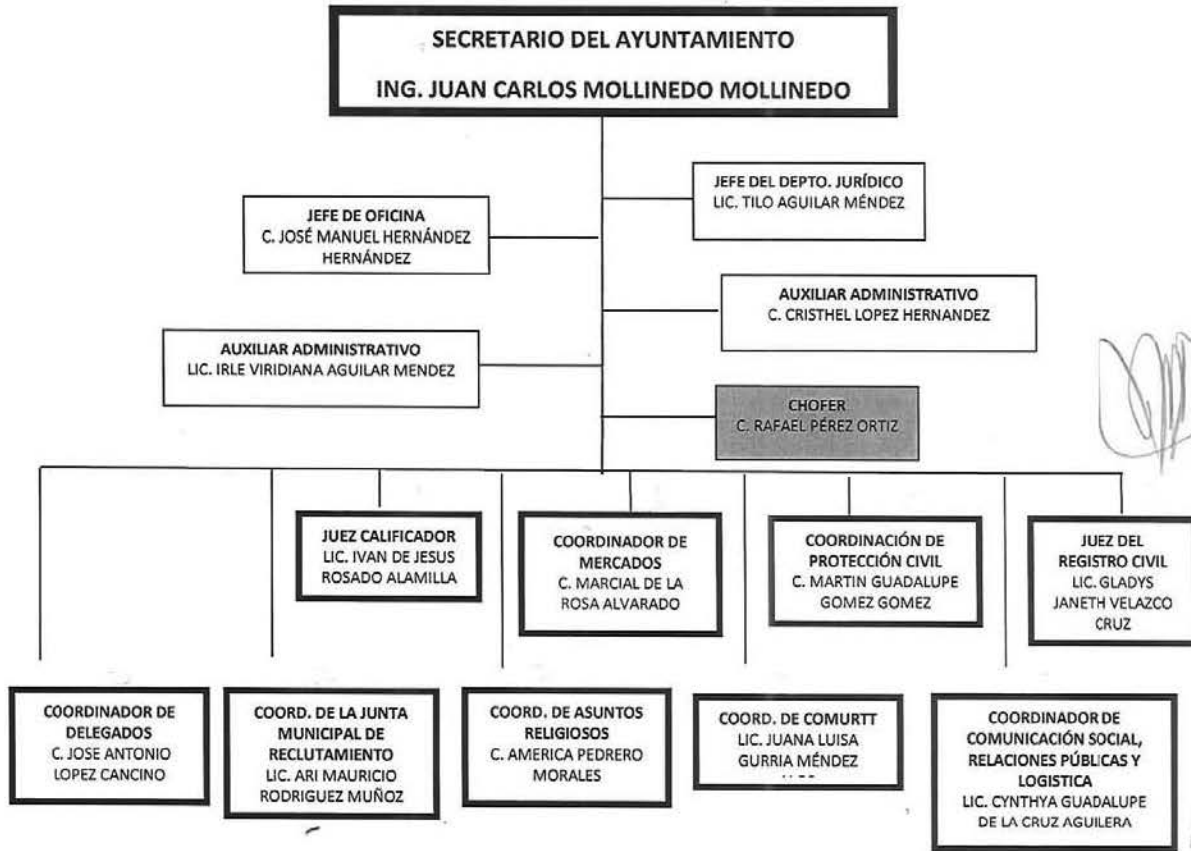 SECRETARIO DEL AYUNTAMIENTO
ING. JUAN CARLOS MOLLINEDO MOLLINEDO
JEFE DEL DEPTO. JURÍDICO
LIC. TILO AGUILAR MÉNDEZ
JEFE DE OFICINA
C. JOSÉ MANUEL HERNÁNDEZ
HERNÁNDEZ
AUXILIAR ADMINISTRATIVO
C. CRISTHEL LOPEZ HERNANDEZ
AUXILIAR ADMINISTRATIVO
LIC. IRLE VIRIDIANA AGUILAR MENDEZ
CHOFER
C. RAFAEL PÉREZ ORTIZ
JUEZ CALIFICADOR
LIC. IVAN DE JESUS
ROSADO ALAMILLA
COORDINADOR DE
MERCADOS
C. MARCIAL DE LA
ROSA ALVARADO
COORDINACIÓN DE
PROTECCIÓN CIVIL
C. MARTIN GUADALUPE
GOMEZ GOMEZ
JUEZ DEL
REGISTRO CIVIL
LIC. GLADYS
JANETH VELAZCO
CRUZ
COORDINADOR DE
DELEGADOS
C. JOSE ANTONIO
LOPEZ CANCINO
COORD. DE LA JUNTA
MUNICIPAL DE
RECLUTAMIENTO
LIC. ARI MAURICIO
RODRIGUEZ MUÑOZ
COORD. DE ASUNTOS
RELIGIOSOS
C. AMERICA PEDRERO
MORALES
COORD. DE COMURTT
LIC. JUANA LUISA
GURRIA MÉNDEZ
COORDINADOR DE
COMUNICACIÓN SOCIAL,
RELACIONES PÚBLICAS Y
LOGISTICA
LIC. CYNTHYA GUADALUPE
DE LA CRUZ AGUILERA